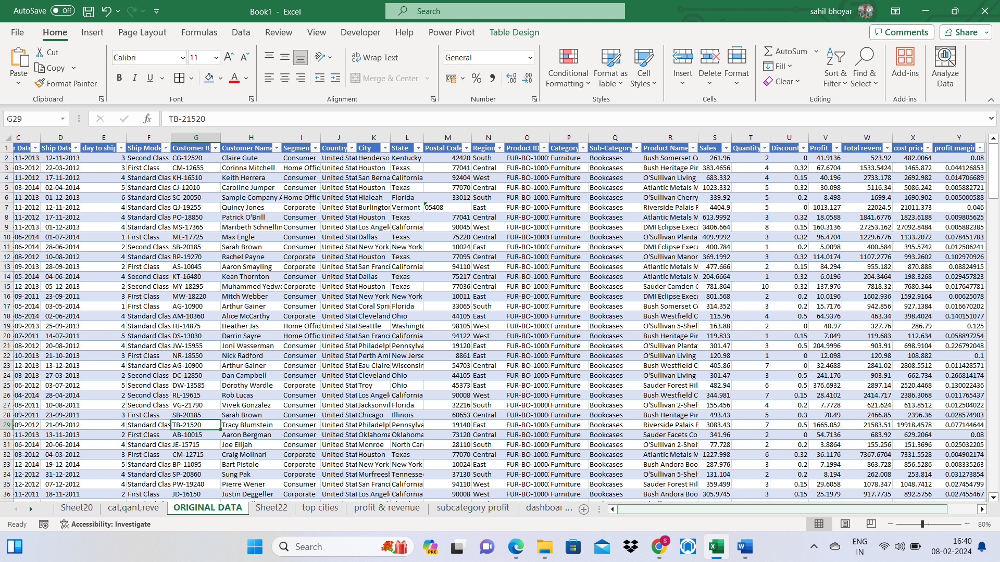 AutoSave Off Book1 - Excel Search sahil bhoyar
File Home Insert Page Layout Formulas Data Review View Developer Help Power Pivot Table Design Comments Share
Paste Cut Copy Format Painter Clipboard
Calibri 11 B I U Font
Wrap Text Merge & Center Alignment
General % Number
Conditional Formatting Format as Table Cell Styles Styles
Insert Delete Format Cells
AutoSum Fill Clear Sort & Filter Find & Select Editing
Add-ins Add-ins
Analyze Data
G29 fx TB-21520
C D E F G H I J K L M N O P Q R S T U V W X Y
1 r Date Ship Date day to ship Ship Mode Customer ID Customer Name Segment Country City State Postal Code Region Product ID Category Sub-Category Product Name Sales Quantity Discount Profit Total revenu cost price profit margin
2 -11-2013 12-11-2013 3 Second Class CG-12520 Claire Gute Consumer United Stat Henderso Kentucky 42420 South FUR-BO-1000 Furniture Bookcases Bush Somerset C 261.96 2 0 41.9136 523.92 482.0064 0.08
3 -03-2012 22-03-2012 3 First Class CM-12655 Corinna Mitchell Home Offic United Stat Houston Texas 77041 Central FUR-BO-1000 Furniture Bookcases Bush Heritage Pin 383.4656 4 0.32 67.6704 1533.5424 1465.872 0.044126853
4 -11-2012 17-11-2012 4 Standard Clas KH-16510 Keith Herrera Consumer United Stat San Berna California 92404 West FUR-BO-1000 Furniture Bookcases O'Sullivan Living 683.332 4 0.15 40.196 2733.178 2692.982 0.014706689
5 -03-2014 02-04-2014 5 Standard Clas CJ-12010 Caroline Jumper Consumer United Stat Houston Texas 77070 Central FUR-BO-1000 Furniture Bookcases Atlantic Metals M 1023.332 5 0.32 30.098 5116.34 5086.242 0.005882721
6 -11-2013 01-12-2013 6 Standard Clas SC-20050 Sample Company A Home Offic United Stat Hialeah Florida 33012 South FUR-BO-1000 Furniture Bookcases O'Sullivan Cherry 339.92 5 0.2 8.498 1699.4 1690.902 0.005000588
7 -11-2012 12-11-2012 4 Standard Clas QJ-19255 Quincy Jones Corporate United Stat Burlington Vermont 05408 East FUR-BO-1000 Furniture Bookcases Riverside Palais R 4404.9 5 0 1013.127 22024.5 21011.373 0.046
8 -11-2012 17-11-2012 4 Standard Clas PO-18850 Patrick O'Brill Consumer United Stat Houston Texas 77041 Central FUR-BO-1000 Furniture Bookcases Atlantic Metals M 613.9992 3 0.32 18.0588 1841.6776 1823.6188 0.009805625
9 -11-2013 01-12-2013 4 Standard Clas MS-17365 Maribeth Schnellin Consumer United Stat Los Angel California 90045 West FUR-BO-1000 Furniture Bookcases DMI Eclipse Execu 3406.664 8 0.15 160.3136 27253.162 27092.8484 0.005882385
10 -06-2014 01-07-2014 1 First Class ME-17725 Max Engle Consumer United Stat Dallas Texas 75220 Central FUR-BO-1000 Furniture Bookcases O'Sullivan Planta 409.9992 3 0.32 96.4704 1229.6776 1133.2072 0.078451783
11 -06-2014 28-06-2014 2 Second Class SB-20185 Sarah Brown Consumer United Stat New York New York 10024 East FUR-BO-1000 Furniture Bookcases DMI Eclipse Execu 400.784 1 0.2 5.0098 400.584 395.5742 0.012506241
12 -08-2012 10-08-2012 4 Standard Clas RP-19270 Rachel Payne Corporate United Stat Houston Texas 77095 Central FUR-BO-1000 Furniture Bookcases O'Sullivan Manor 369.1992 3 0.32 114.0174 1107.2776 993.2602 0.102970926
13 -09-2013 28-09-2013 2 First Class AS-10045 Aaron Smayling Corporate United Stat San Franci California 94110 West FUR-BO-1000 Furniture Bookcases Atlantic Metals M 477.666 2 0.15 84.294 955.182 870.888 0.08824915
14 -05-2014 04-06-2014 4 Second Class KT-16480 Kean Thornton Consumer United Stat Dallas Texas 75217 Central FUR-BO-1000 Furniture Bookcases Atlantic Metals M 204.6664 1 0.32 6.0196 204.3464 198.3268 0.029457823
15 -12-2013 05-12-2013 2 Second Class MY-18295 Muhammed Yedwa Corporate United Stat Houston Texas 77036 Central FUR-BO-1000 Furniture Bookcases Sauder Camden C 781.864 10 0.32 137.976 7818.32 7680.344 0.017647781
16 -09-2011 23-09-2011 3 First Class MW-18220 Mitch Webber Consumer United Stat New York New York 10011 East FUR-BO-1000 Furniture Bookcases DMI Eclipse Execu 801.568 2 0.2 10.0196 1602.936 1592.9164 0.00625078
17 -05-2014 03-05-2014 1 First Class AG-10900 Arthur Gainer Consumer United Stat Coral Spri Florida 33065 South FUR-BO-1000 Furniture Bookcases Bush Somerset C 314.352 3 0.2 15.7176 942.856 927.1384 0.016670202
18 -05-2014 02-06-2014 4 Standard Clas AM-10360 Alice McCarthy Corporate United Stat Cleveland Ohio 44105 East FUR-BO-1000 Furniture Bookcases Bush Westfield C 115.96 4 0.5 64.9376 463.34 398.4024 0.140151077
19 -09-2013 25-09-2013 4 Standard Clas HJ-14875 Heather Jas Home Offic United Stat Seattle Washingto 98105 West FUR-BO-1000 Furniture Bookcases O'Sullivan 5-Shel 163.88 2 0 40.97 327.76 286.79 0.125
20 -07-2011 14-07-2011 5 Standard Clas DS-13030 Darrin Sayre Home Offic United Stat San Franci California 94122 West FUR-BO-1000 Furniture Bookcases Bush Heritage Pin 119.833 1 0.15 7.049 119.683 112.634 0.058897254
21 -08-2012 20-08-2012 4 Standard Clas JW-15955 Joni Wasserman Consumer United Stat Philadelpl Pennsylva 19120 East FUR-BO-1000 Furniture Bookcases O'Sullivan Planta 301.47 3 0.5 204.9996 903.91 698.9104 0.226792048
22 -10-2013 21-10-2013 3 First Class NR-18550 Nick Radford Consumer United Stat Perth Aml New Jerse 8861 East FUR-BO-1000 Furniture Bookcases O'Sullivan Living 120.98 1 0 12.098 120.98 108.882 0.1
23 -12-2013 13-12-2013 4 Standard Clas AG-10900 Arthur Gainer Consumer United Stat Eau Claire Wisconsin 54703 Central FUR-BO-1000 Furniture Bookcases Bush Westfield C 405.86 7 0 32.4688 2841.02 2808.5512 0.011428571
24 -03-2013 27-03-2013 2 Second Class DC-12850 Dan Campbell Consumer United Stat Cleveland Ohio 44105 East FUR-BO-1000 Furniture Bookcases O'Sullivan Living 301.47 3 0.5 241.176 903.91 662.734 0.266814174
25 -06-2012 03-07-2012 5 Second Class DW-13585 Dorothy Wardle Corporate United Stat Troy Ohio 45373 East FUR-BO-1000 Furniture Bookcases Sauder Forest Hil 482.94 6 0.5 376.6932 2897.14 2520.4468 0.130022436
26 -04-2014 28-04-2014 2 Second Class RL-19615 Rob Lucas Consumer United Stat Los Angel California 90008 West FUR-BO-1000 Furniture Bookcases Bush Westfield C 344.981 7 0.15 28.4102 2414.717 2386.3068 0.011765437
27 -08-2011 10-08-2011 2 Second Class VG-21790 Vivek Gonzalez Consumer United Stat Jacksonvil Florida 32216 South FUR-BO-1000 Furniture Bookcases O'Sullivan 2-Shel 155.456 4 0.2 7.7728 621.624 613.8512 0.012504022
28 -09-2011 23-09-2011 3 First Class SB-20185 Sarah Brown Consumer United Stat Chicago Illinois 60653 Central FUR-BO-1000 Furniture Bookcases Bush Heritage Pin 493.43 5 0.3 70.49 2466.85 2396.36 0.028574903
29 -09-2012 21-09-2012 4 Standard Clas TB-21520 Tracy Blumstein Consumer United Stat Philadelpl Pennsylva 19140 East FUR-BO-1000 Furniture Bookcases Riverside Palais R 3083.43 7 0.5 1665.052 21583.51 19918.4578 0.077144644
30 -11-2013 13-11-2013 2 First Class AB-10015 Aaron Bergman Consumer United Stat Oklahoma Oklahoma 73120 Central FUR-BO-1000 Furniture Bookcases Sauder Facets Co 341.96 2 0 54.7136 683.92 629.2064 0.08
31 -06-2014 20-06-2014 4 Standard Clas JE-15715 Joe Elijah Consumer United Stat Monroe North Car 28110 South FUR-BO-1000 Furniture Bookcases O'Sullivan 2-Shel 77.728 2 0.2 3.8864 155.256 151.3696 0.025032205
32 -03-2012 04-03-2012 3 First Class CM-12715 Craig Molinari Corporate United Stat Houston Texas 77070 Central FUR-BO-1000 Furniture Bookcases Atlantic Metals M 1227.998 6 0.32 36.1176 7367.6704 7331.5528 0.004902174
33 -12-2014 19-12-2014 5 Standard Clas BP-11095 Bart Pistole Corporate United Stat New York New York 10024 East FUR-BO-1000 Furniture Bookcases Bush Andora Boo 287.976 3 0.2 7.1994 863.728 856.5286 0.008335263
34 -12-2012 31-12-2012 4 Standard Clas SP-20860 Sung Pak Corporate United Stat Murfreesb Tennessee 37130 South FUR-BO-1000 Furniture Bookcases O'Sullivan 5-Shel 131.104 2 0.2 8.194 262.008 253.814 0.031273854
35 -12-2012 07-12-2012 4 Standard Clas PW-19240 Pierre Wener Consumer United Stat San Franci California 94110 West FUR-BO-1000 Furniture Bookcases Sauder Forest Hil 359.499 3 0.15 29.6058 1078.347 1048.7412 0.027454799
36 -11-2011 18-11-2011 2 First Class JD-16150 Justin Deggeller Corporate United Stat Los Angel California 90008 West FUR-BO-1000 Furniture Bookcases Bush Andora Boo 305.9745 3 0.15 25.1979 917.7735 892.5756 0.027455467
Sheet20 cat,qant,reve ORIGINAL DATA Sheet22 top cities profit & revenue subcategory profit dashboar ...
Ready Accessibility: Investigate 80%
Search PRE S ENG IN 16:40 08-02-2024